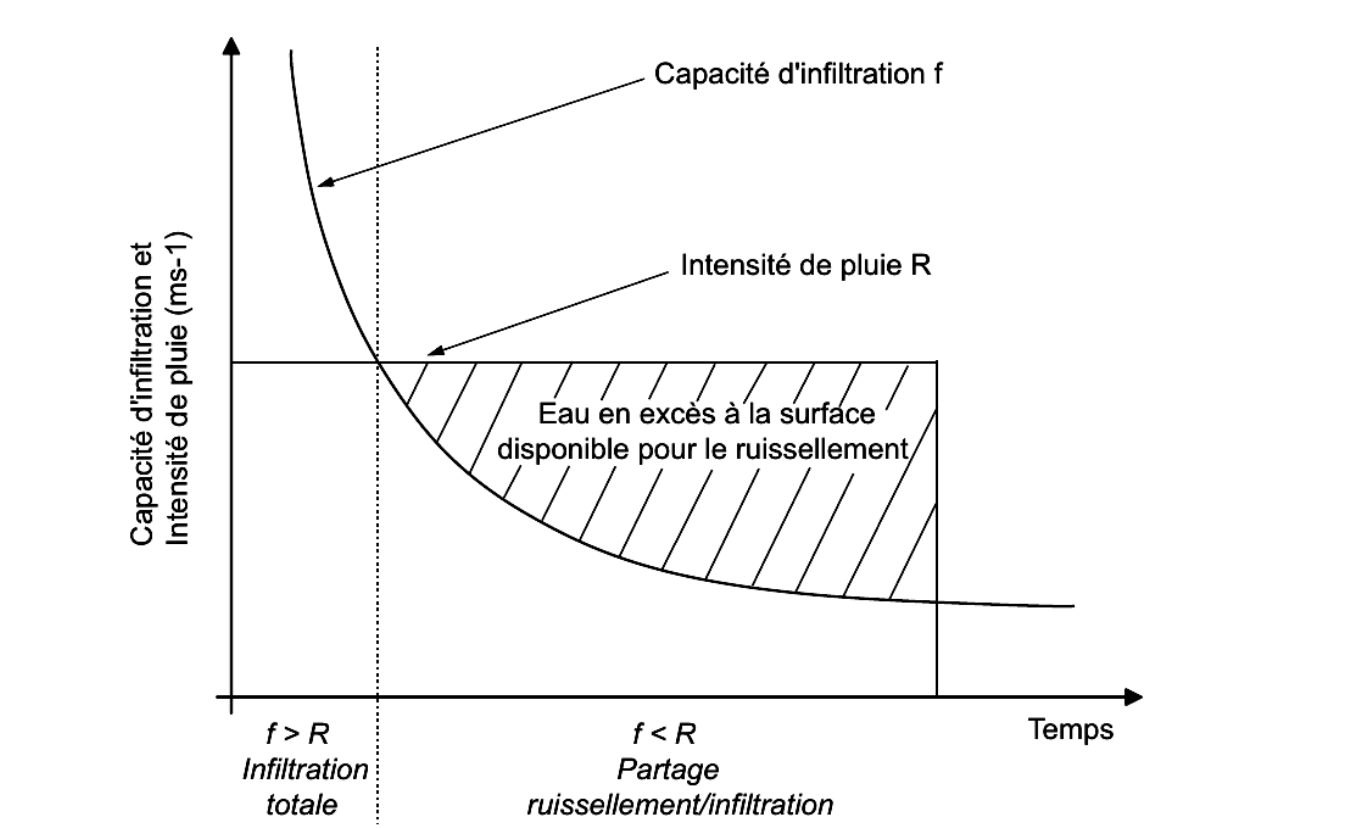 Capacité d'infiltration f
Intensité de pluie R
Capacité d'infiltration et
Intensité de pluie (ms-1)
Eau en excès à la surface
disponible pour le ruissellement
Temps
f > R
Infiltration
totale
f < R
Partage
ruissellement/infiltration